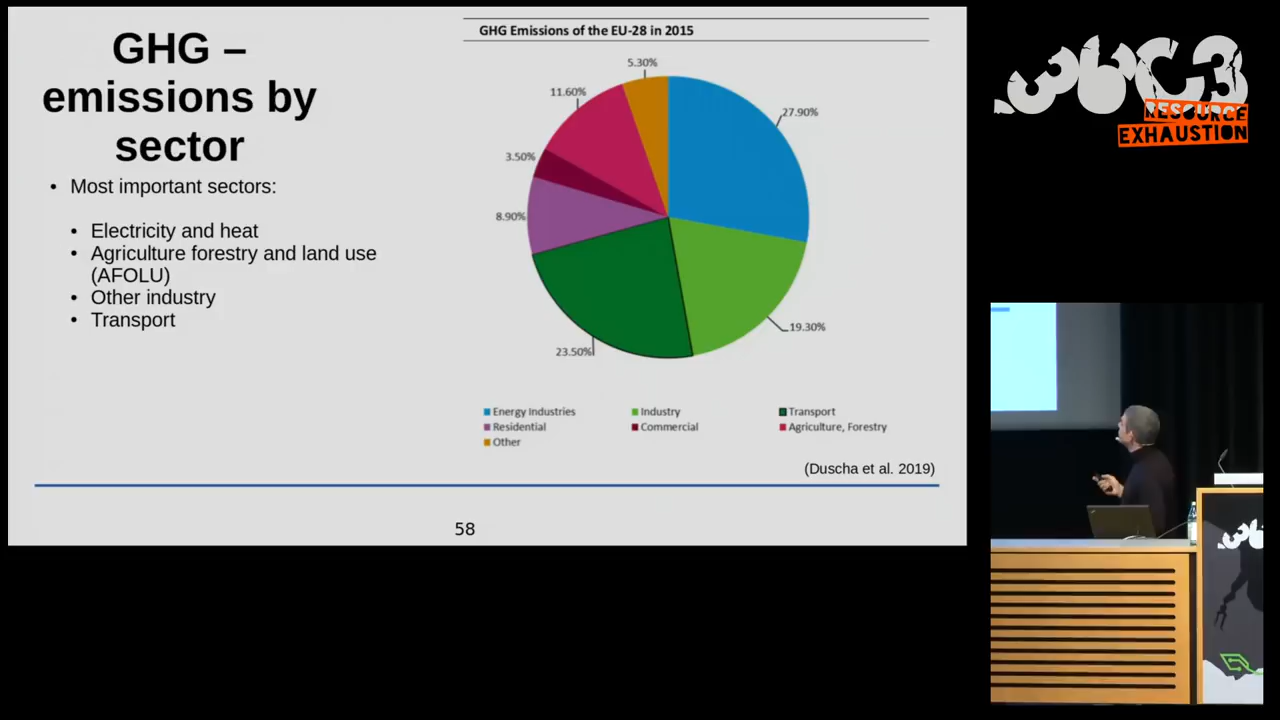 GHG –
emissions by
sector
• Most important sectors:
• Electricity and heat
• Agriculture forestry and land use
(AFOLU)
• Other industry
• Transport
GHG Emissions of the EU-28 in 2015
5.30%
11.60%
27.90%
3.50%
8.90%
19.30%
23.50%
Energy Industries
Industry
Transport
Residential
Commercial
Agriculture, Forestry
Other
(Duscha et al. 2019)
58
36C3
RESOURCE
EXHAUSTION